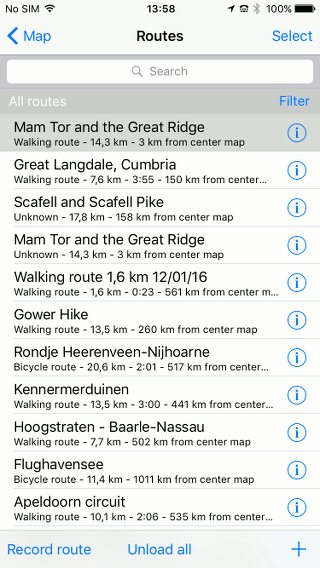 No SIM 13:58 100%
Map Routes Select
Search
All routes Filter
Mam Tor and the Great Ridge
Walking route - 14,3 km - 3 km from center map
Great Langdale, Cumbria
Walking route - 7,6 km - 3:55 - 150 km from center...
Scafell and Scafell Pike
Unknown - 17,8 km - 158 km from center map
Mam Tor and the Great Ridge
Unknown - 14,3 km - 3 km from center map
Walking route 1,6 km 12/01/16
Walking route - 1,6 km - 0:23 - 561 km from center m...
Gower Hike
Walking route - 13,5 km - 260 km from center map
Rondje Heerenveen-Nijhoarne
Bicycle route - 20,6 km - 2:01 - 517 km from center...
Kennermerduinen
Walking route - 13,5 km - 3:00 - 441 km from center...
Hoogstraten - Baarle-Nassau
Walking route - 7,7 km - 502 km from center map
Flughavensee
Bicycle route - 11,4 km - 1011 km from center map
Apeldoorn circuit
Walking route - 10,1 km - 2:06 - 535 km from center...
Record route Unload all +